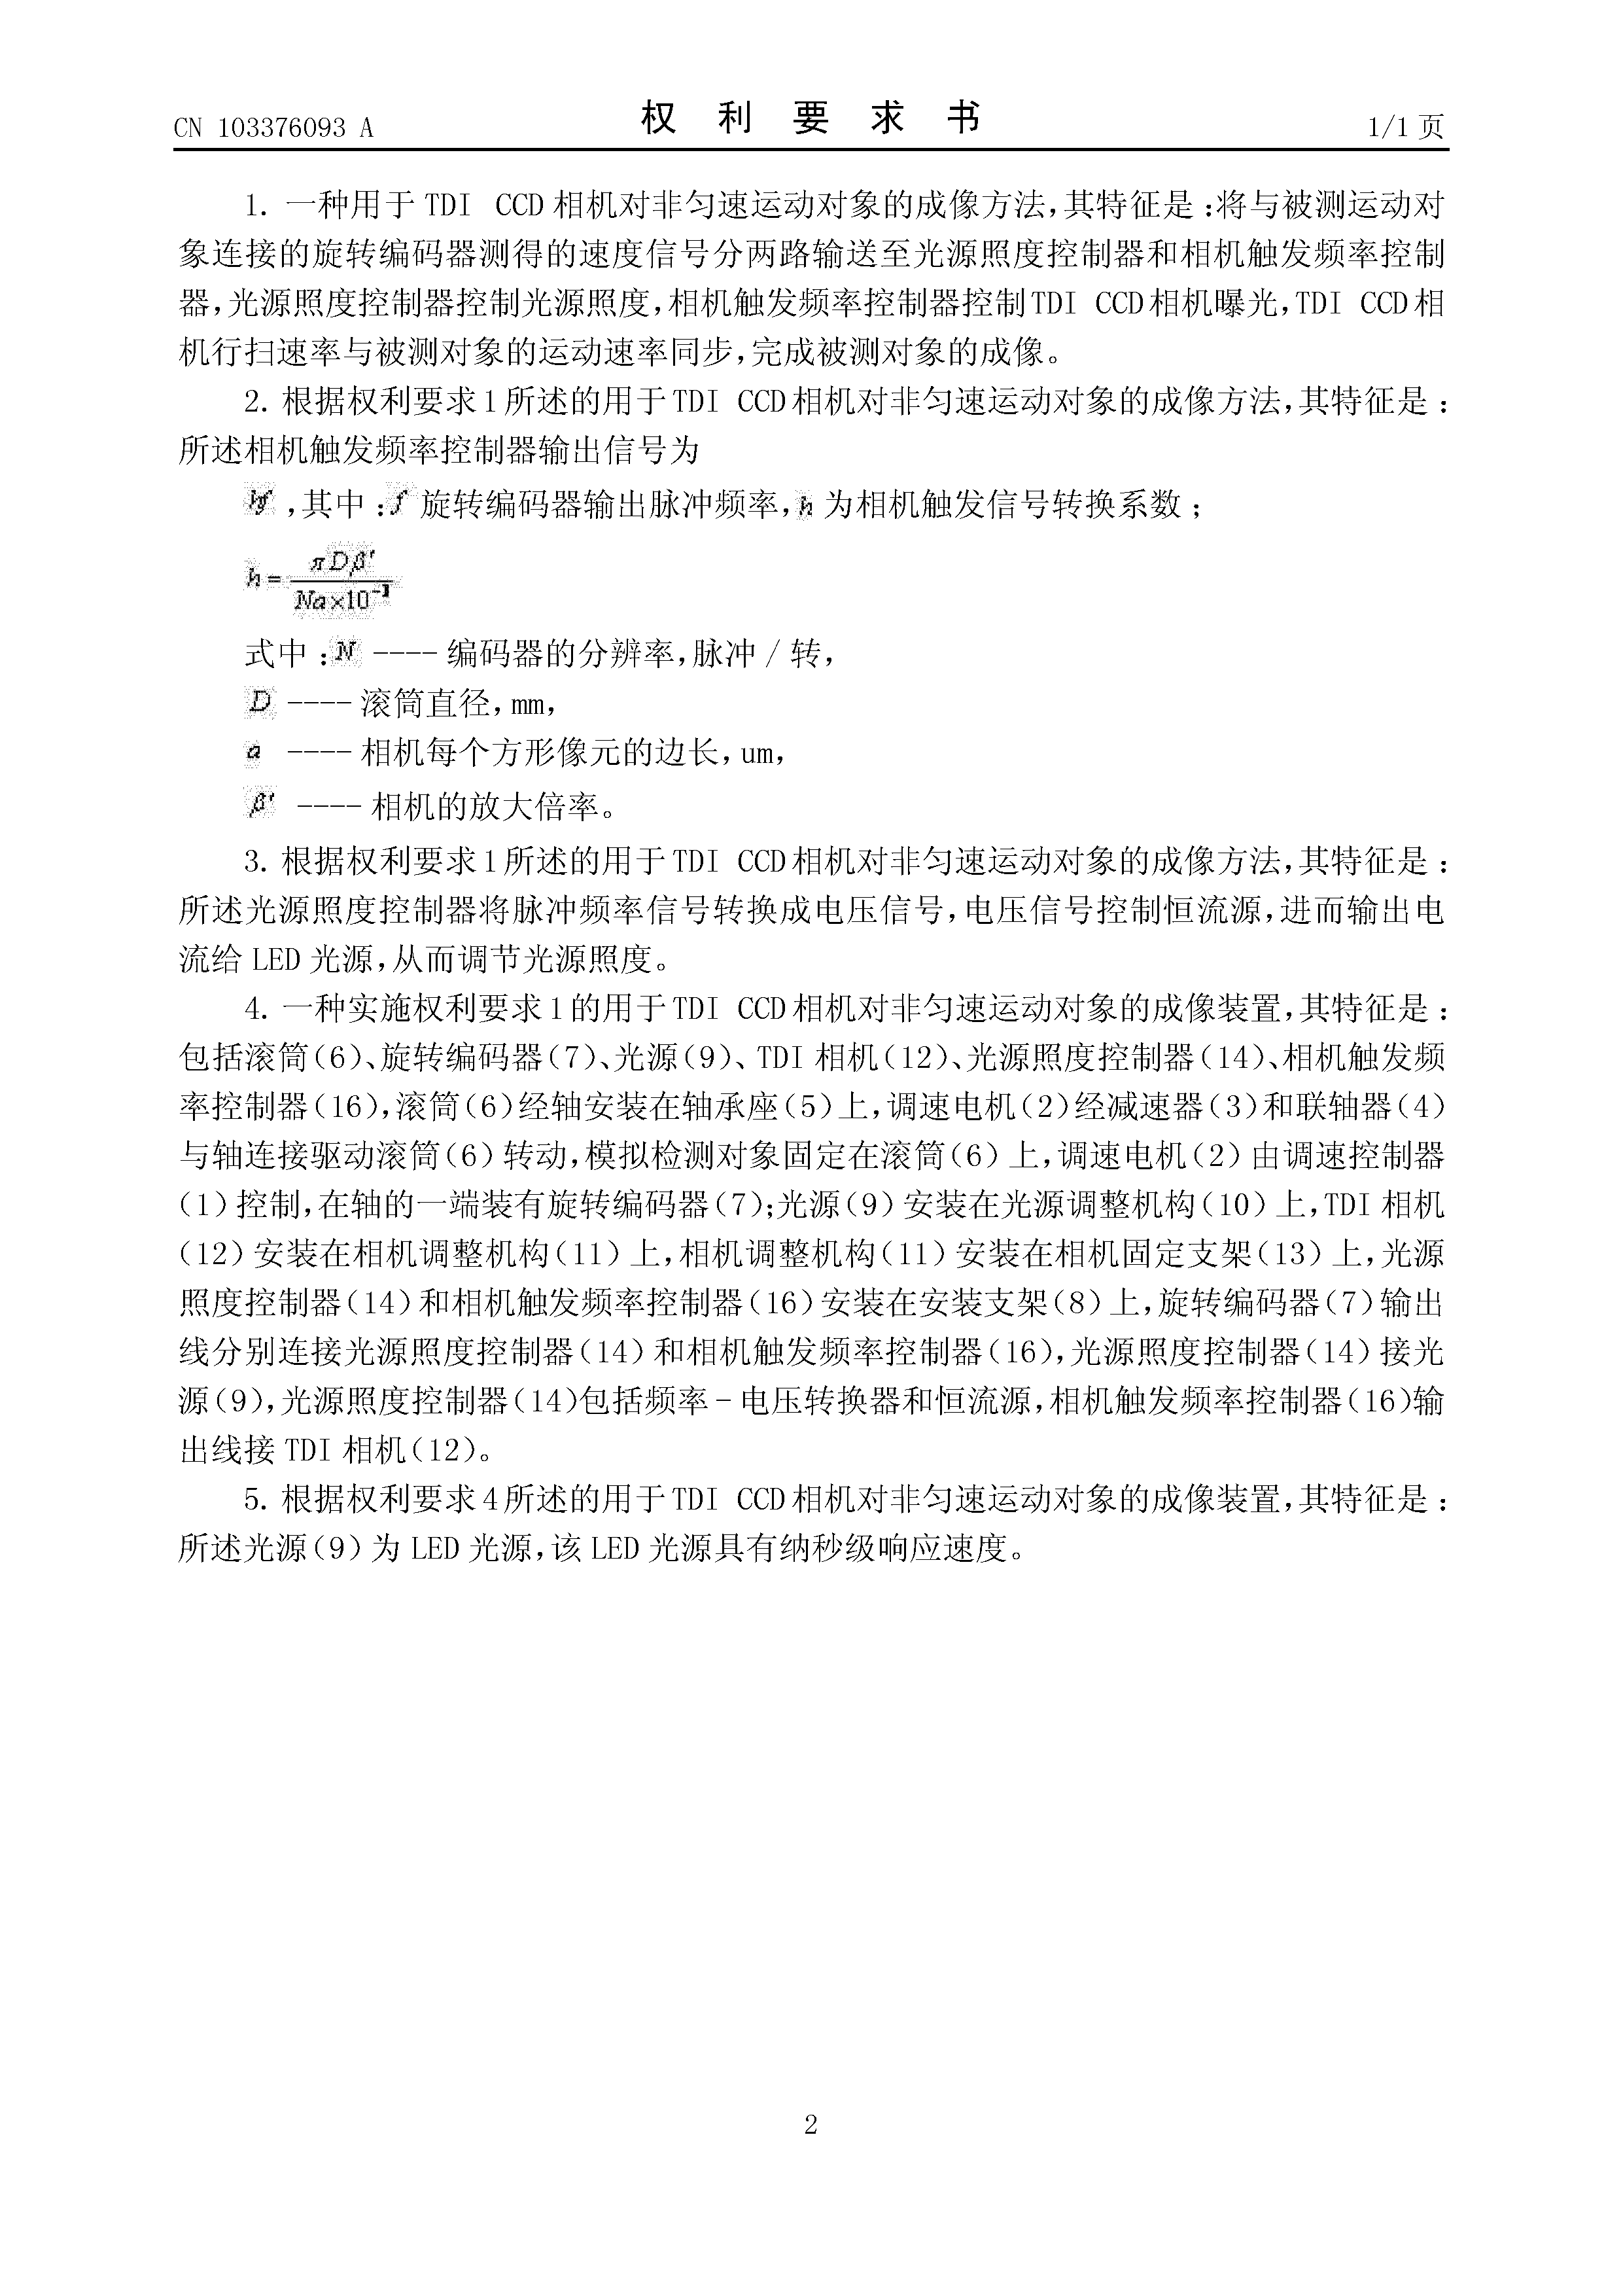 CN 103376093 A
权利要求书
1/1 页
1. 一种用于 TDI CCD 相机对非匀速运动对象的成像方法,其特征是:将与被测运动对
象连接的旋转编码器测得的速度信号分两路输送至光源照度控制器和相机触发频率控制
器,光源照度控制器控制光源照度,相机触发频率控制器控制TDI CCD相机曝光,TDI CCD相
机行扫速率与被测对象的运动速率同步,完成被测对象的成像。
2. 根据权利要求1所述的用于TDI CCD相机对非匀速运动对象的成像方法,其特征是:
所述相机触发频率控制器输出信号为
hf,其中:f 旋转编码器输出脉冲频率,h 为相机触发信号转换系数;
h= πDβ' / Na×10⁻³
式中:N ---- 编码器的分辨率,脉冲/转,
D ---- 滚筒直径,mm,
a ---- 相机每个方形像元的边长,um,
β' ---- 相机的放大倍率。
3. 根据权利要求1所述的用于TDI CCD相机对非匀速运动对象的成像方法,其特征是:
所述光源照度控制器将脉冲频率信号转换成电压信号,电压信号控制恒流源,进而输出电
流给 LED 光源,从而调节光源照度。
4. 一种实施权利要求1的用于TDI CCD相机对非匀速运动对象的成像装置,其特征是:
包括滚筒(6)、旋转编码器(7)、光源(9)、TDI 相机(12)、光源照度控制器(14)、相机触发频
率控制器(16),滚筒(6)经轴安装在轴承座(5)上,调速电机(2)经减速器(3)和联轴器(4)
与轴连接驱动滚筒(6)转动,模拟检测对象固定在滚筒(6)上,调速电机(2)由调速控制器
(1)控制,在轴的一端装有旋转编码器(7);光源(9)安装在光源调整机构(10)上,TDI 相机
(12)安装在相机调整机构(11)上,相机调整机构(11)安装在相机固定支架(13)上,光源
照度控制器(14)和相机触发频率控制器(16)安装在安装支架(8)上,旋转编码器(7)输出
线分别连接光源照度控制器(14)和相机触发频率控制器(16),光源照度控制器(14)接光
源(9),光源照度控制器(14)包括频率-电压转换器和恒流源,相机触发频率控制器(16)输
出线接 TDI 相机(12)。
5. 根据权利要求4所述的用于TDI CCD相机对非匀速运动对象的成像装置,其特征是:
所述光源(9)为 LED 光源,该 LED 光源具有纳秒级响应速度。
2